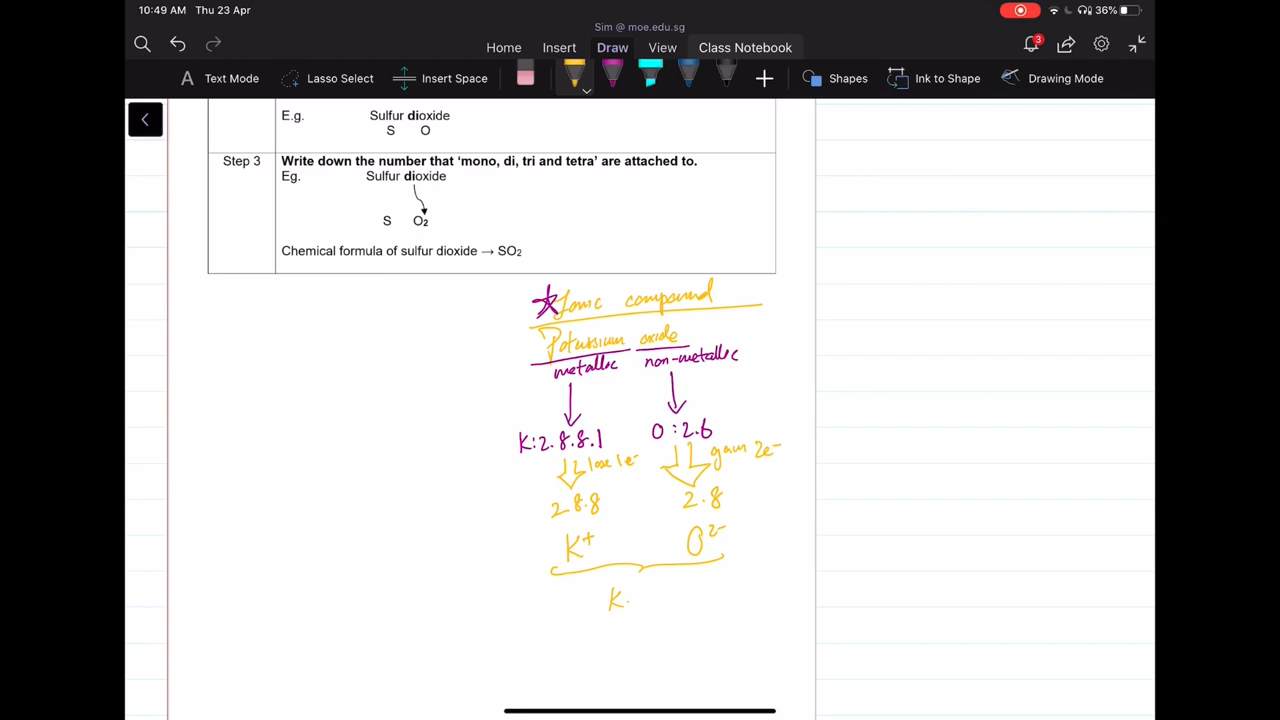 10:49 AM Thu 23 Apr 36%
Sim @ moe.edu.sg
Home Insert Draw View Class Notebook 3
Text Mode Lasso Select Insert Space Shapes Ink to Shape Drawing Mode
E.g. Sulfur dioxide
S O
Step 3 Write down the number that ‘mono, di, tri and tetra’ are attached to.
Eg. Sulfur dioxide
S O₂
Chemical formula of sulfur dioxide → SO₂
Ionic compound
Potassium oxide
metallic non-metallic
K:2.8.8.1 O:2.6
lose 1e⁻ gain 2e⁻
2.8.8 2.8
K⁺ O²⁻
K.